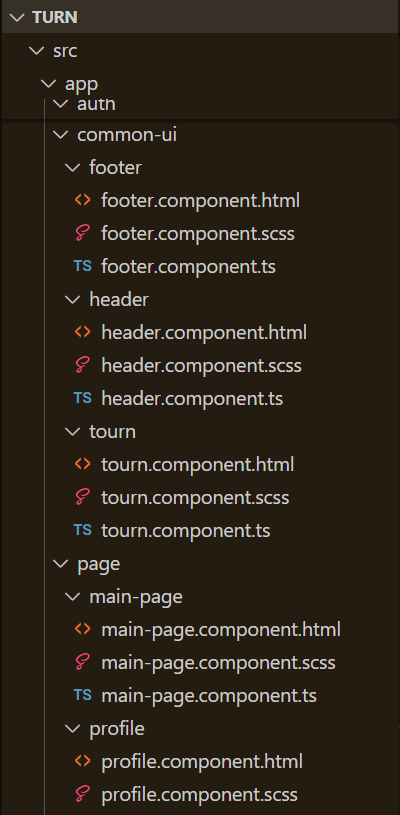 TURN
src
app
auth
common-ui
footer
<> footer.component.html
footer.component.scss
TS footer.component.ts
header
<> header.component.html
header.component.scss
TS header.component.ts
tourn
<> tourn.component.html
tourn.component.scss
TS tourn.component.ts
page
main-page
<> main-page.component.html
main-page.component.scss
TS main-page.component.ts
profile
<> profile.component.html
profile.component.scss